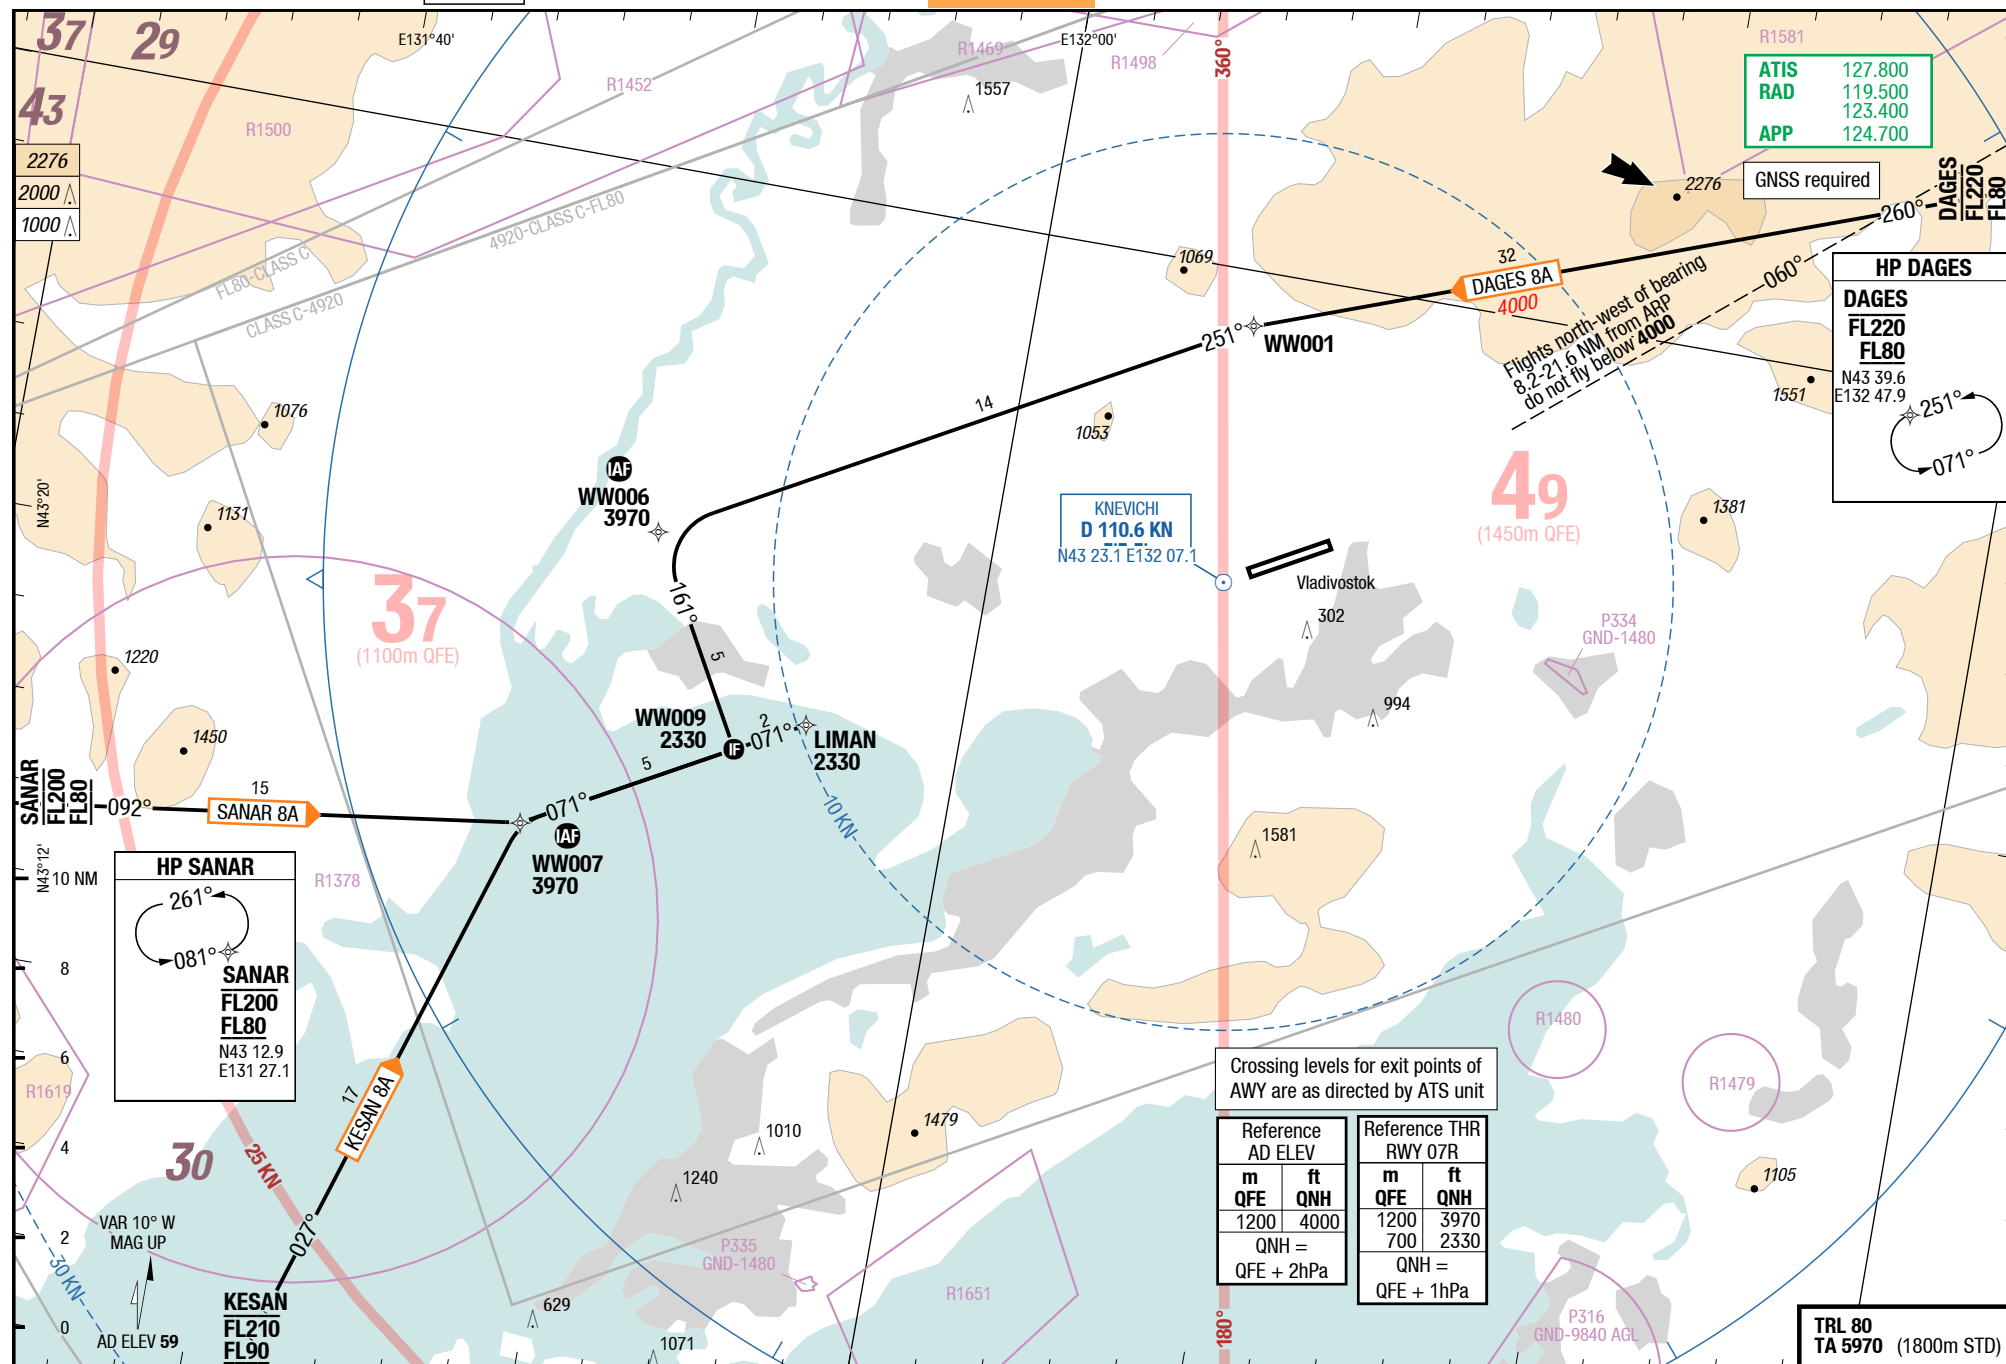 37
29
43
E131°40'
E132°00'
R1469
R1498
R1452
R1500
R1581
360°
1557
ATIS 127.800
RAD 119.500
123.400
APP 124.700
2276
2000
1000
2276
GNSS required
DAGES
FL220
FL80
260°
4920-CLASS C-FL80
FL80-CLASS C
CLASS C-4920
1069
32
DAGES 8A
4000
060°
Flights north-west of bearing
8.2-21.6 NM from ARP
do not fly below 4000
HP DAGES
DAGES
FL220
FL80
N43 39.6
E132 47.9
251°
071°
251°
WW001
1551
14
1053
1076
1131
N43°20'
IAF
WW006
3970
KNEVICHI
D 110.6 KN
N43 23.1 E132 07.1
49
(1450m QFE)
1381
Vladivostok
302
P334
GND-1480
37
(1100m QFE)
161°
5
1220
994
1450
WW009
2330
IF
2
071°
LIMAN
2330
5
SANAR
FL200
FL80
092°
15
SANAR 8A
071°
IAF
WW007
3970
10 KN
1581
N43°12'
10 NM
8
6
4
2
0
HP SANAR
261°
081°
SANAR
FL200
FL80
N43 12.9
E131 27.1
R1378
R1480
R1479
R1619
17
KESAN 8A
30
25 KN
027°
1479
1010
1240
Crossing levels for exit points of
AWY are as directed by ATS unit
Reference
AD ELEV
m ft
QFE QNH
1200 4000
QNH =
QFE + 2hPa
Reference THR
RWY 07R
m ft
QFE QNH
1200 3970
700 2330
QNH =
QFE + 1hPa
1105
VAR 10° W
MAG UP
30 KN
AD ELEV 59
KESAN
FL210
FL90
P335
GND-1480
629
1071
R1651
180°
P316
GND-9840 AGL
TRL 80
TA 5970 (1800m STD)